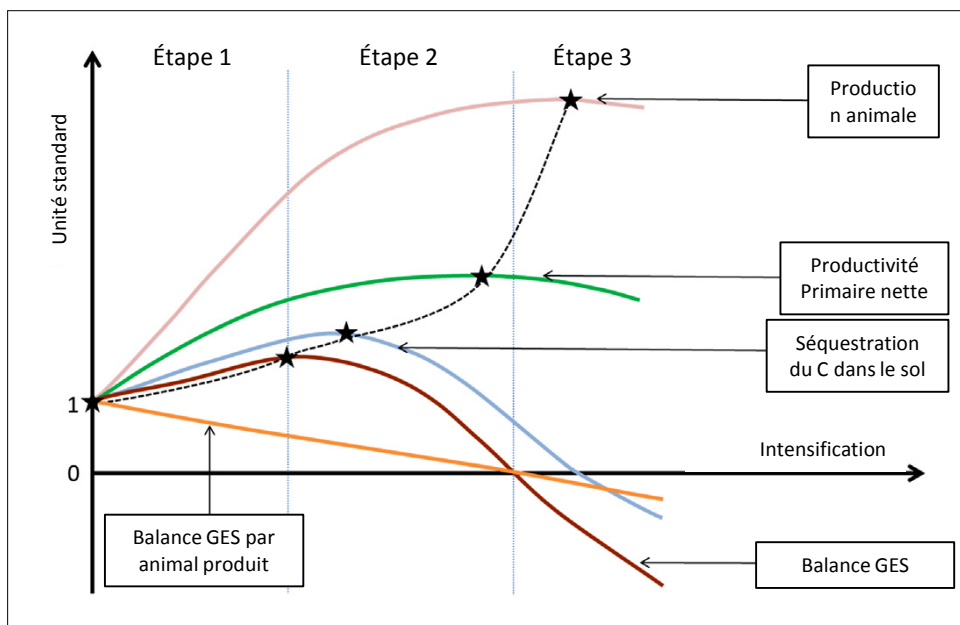 Étape 1
Étape 2
Étape 3
Productio
n animale
Unité standard
Productivité
Primaire nette
Séquestration
du C dans le sol
1
Intensification
0
Balance GES par
animal produit
Balance GES